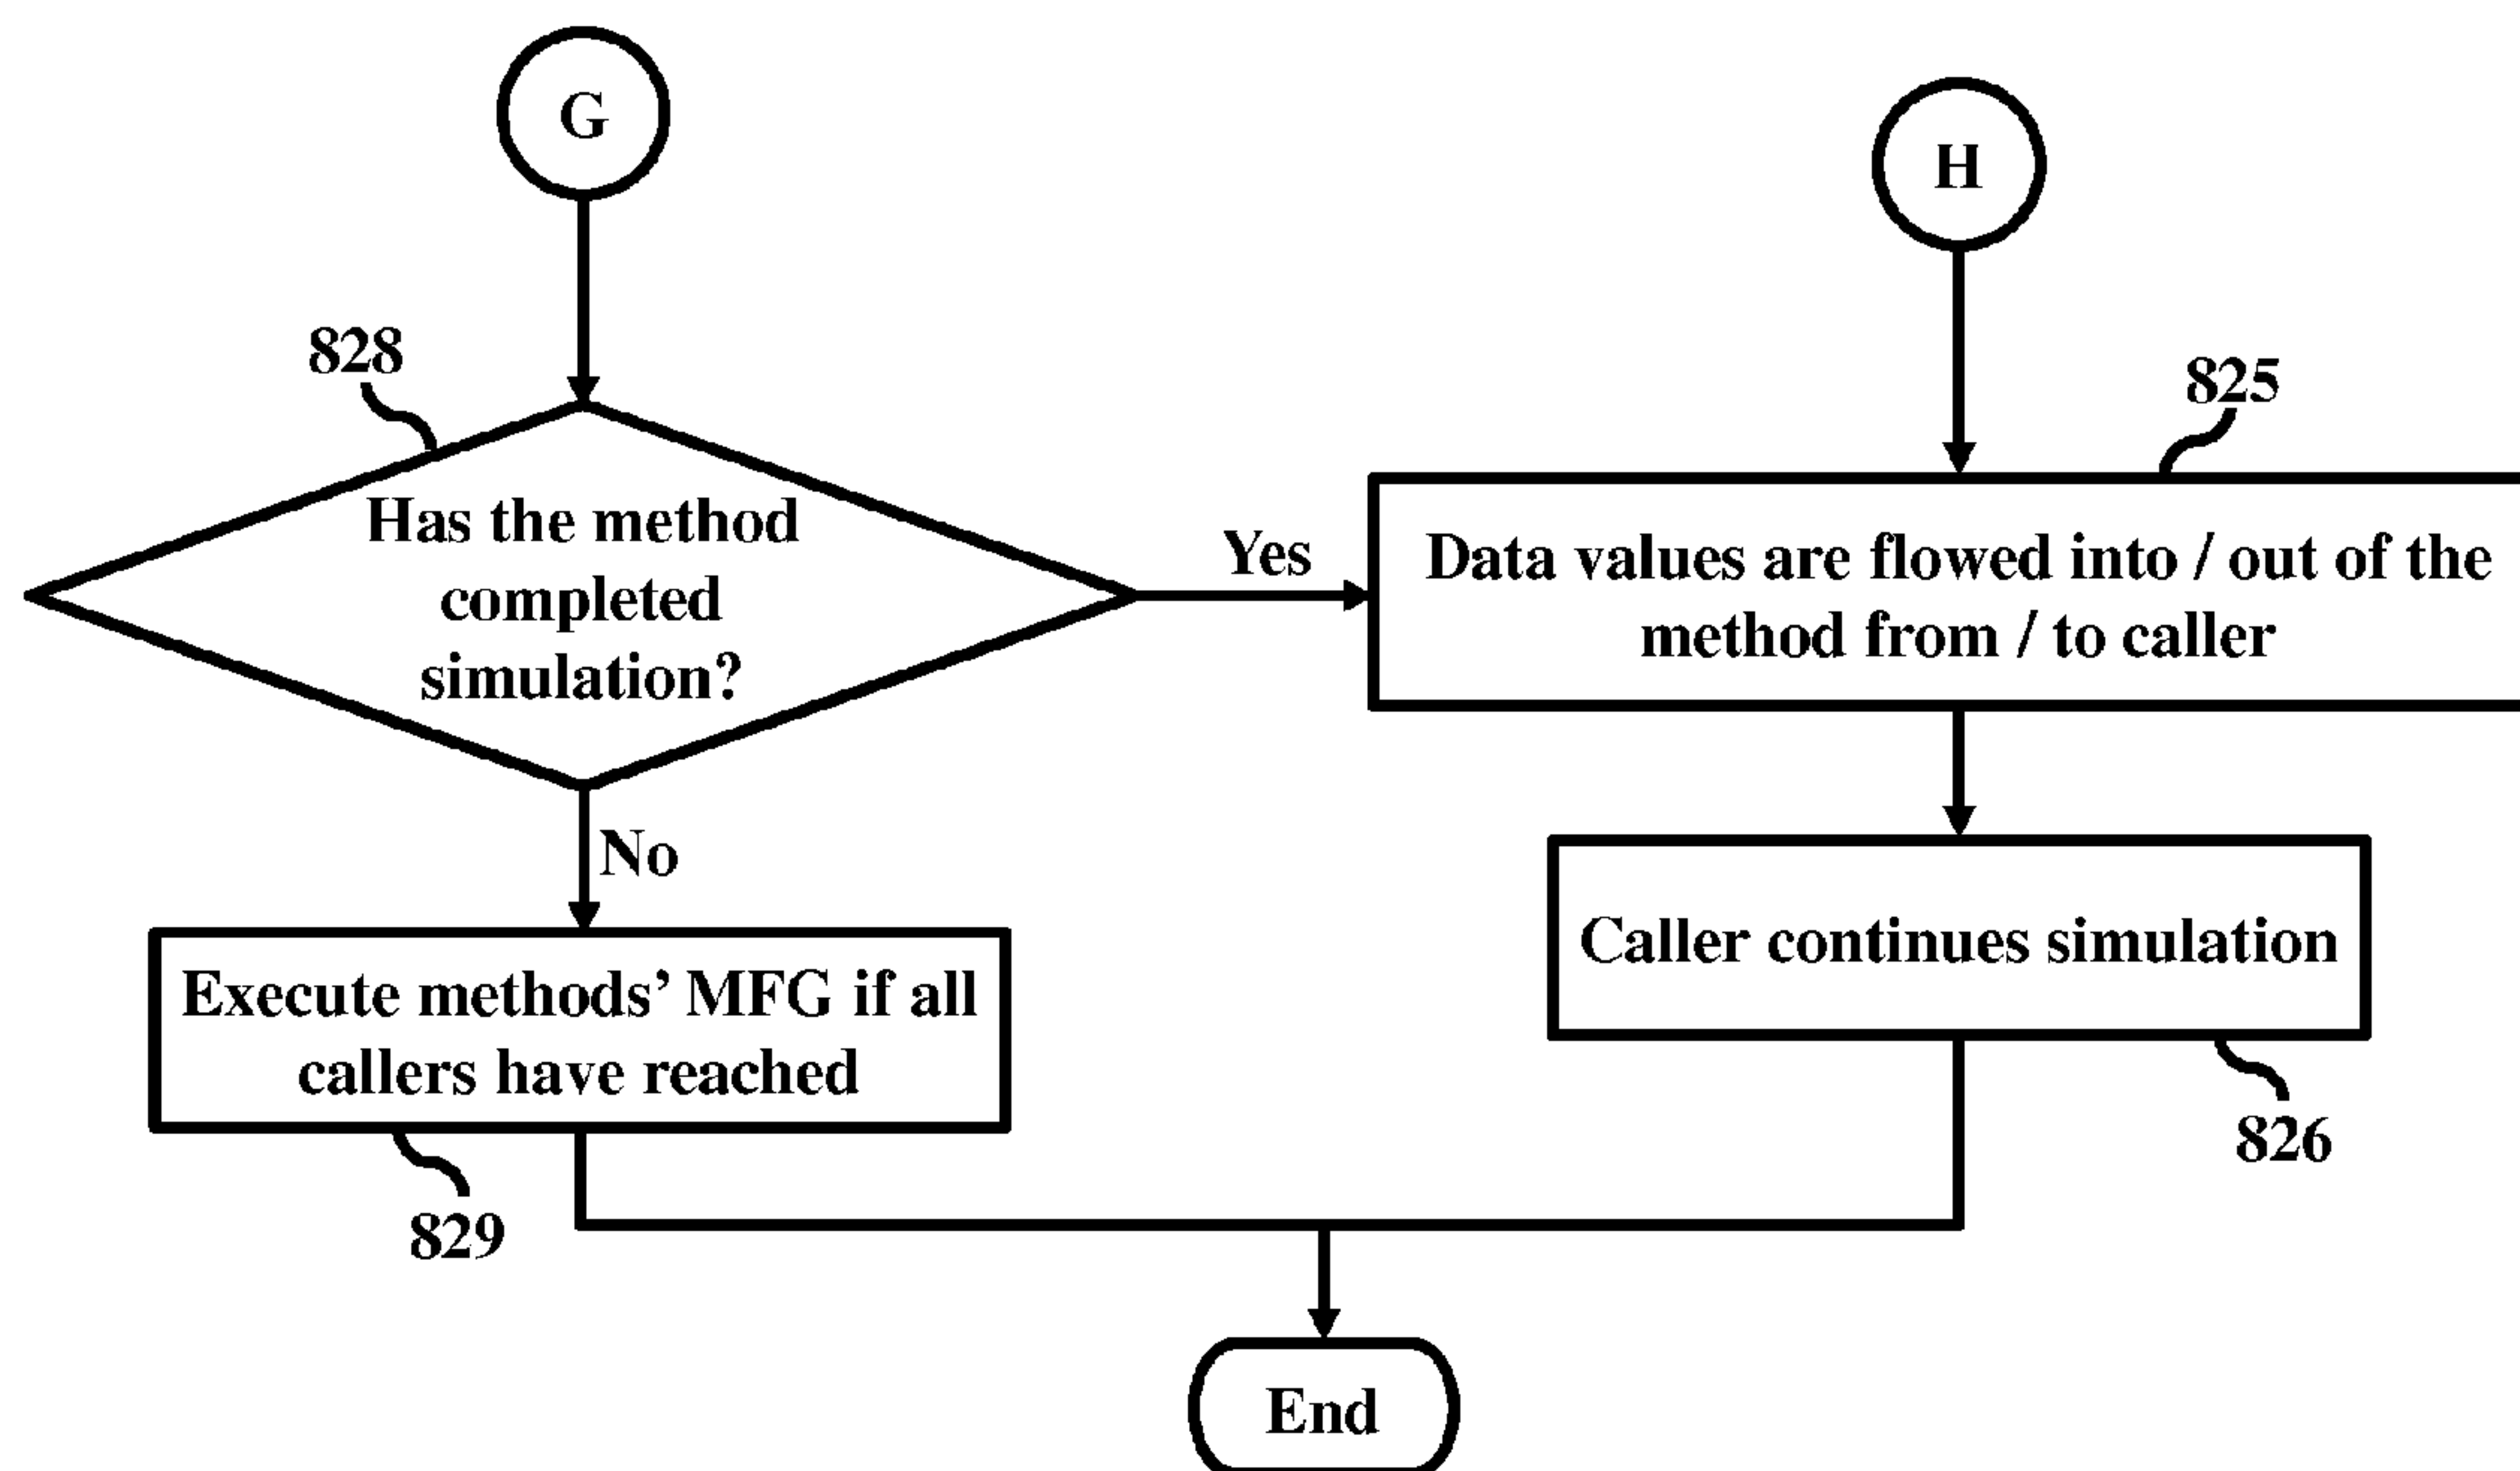 G
H
828
825
Has the method
completed
simulation?
Yes
Data values are flowed into / out of the
method from / to caller
No
Caller continues simulation
Execute methods’ MFG if all
callers have reached
826
829
End